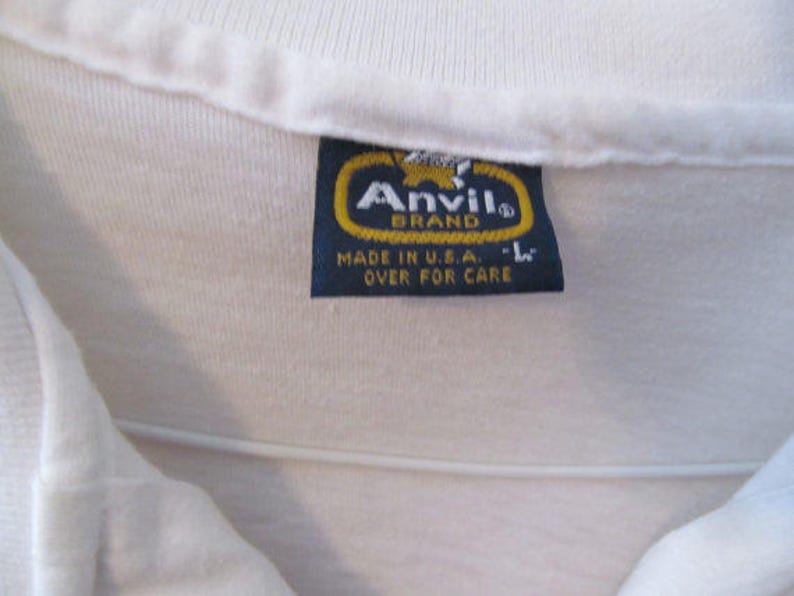 Anvil®
BRAND
MADE IN U.S.A. -L-
OVER FOR CARE